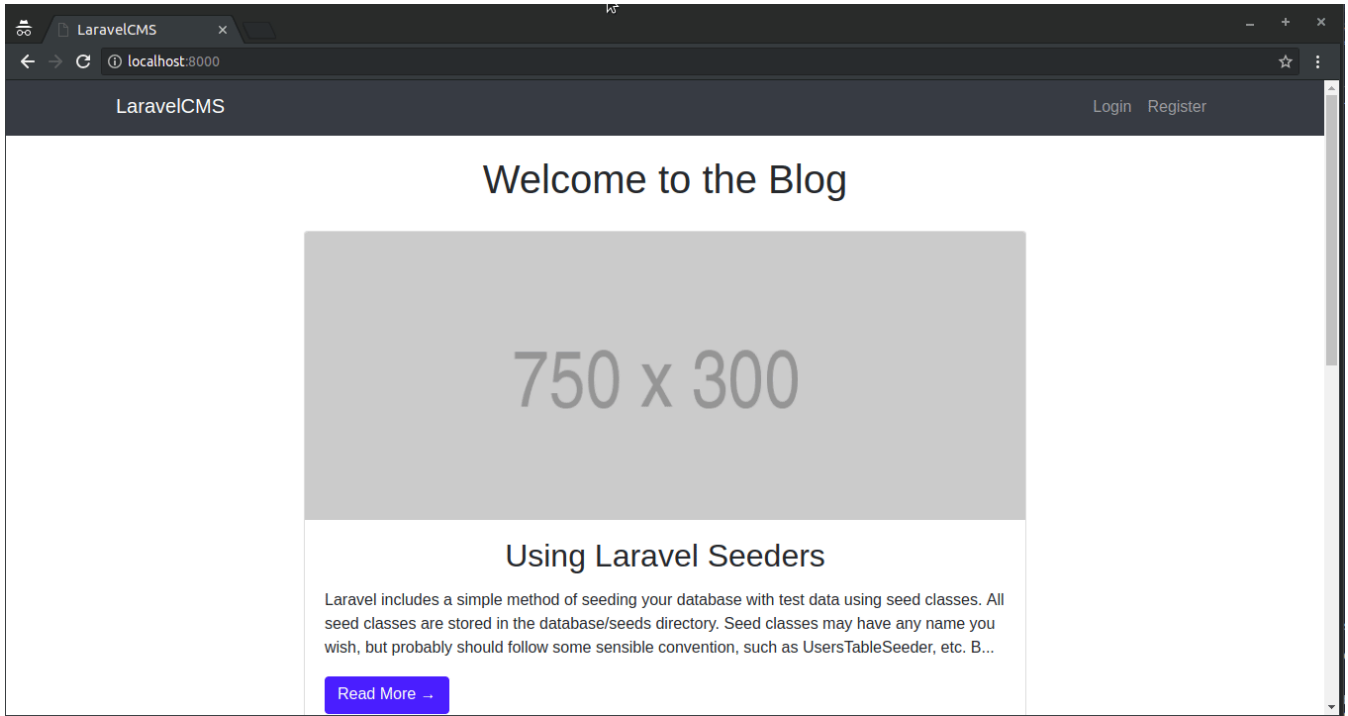 LaravelCMS
localhost:8000
LaravelCMS
Login Register
Welcome to the Blog
750 x 300
Using Laravel Seeders
Laravel includes a simple method of seeding your database with test data using seed classes. All
seed classes are stored in the database/seeds directory. Seed classes may have any name you
wish, but probably should follow some sensible convention, such as UsersTableSeeder, etc. B...
Read More →